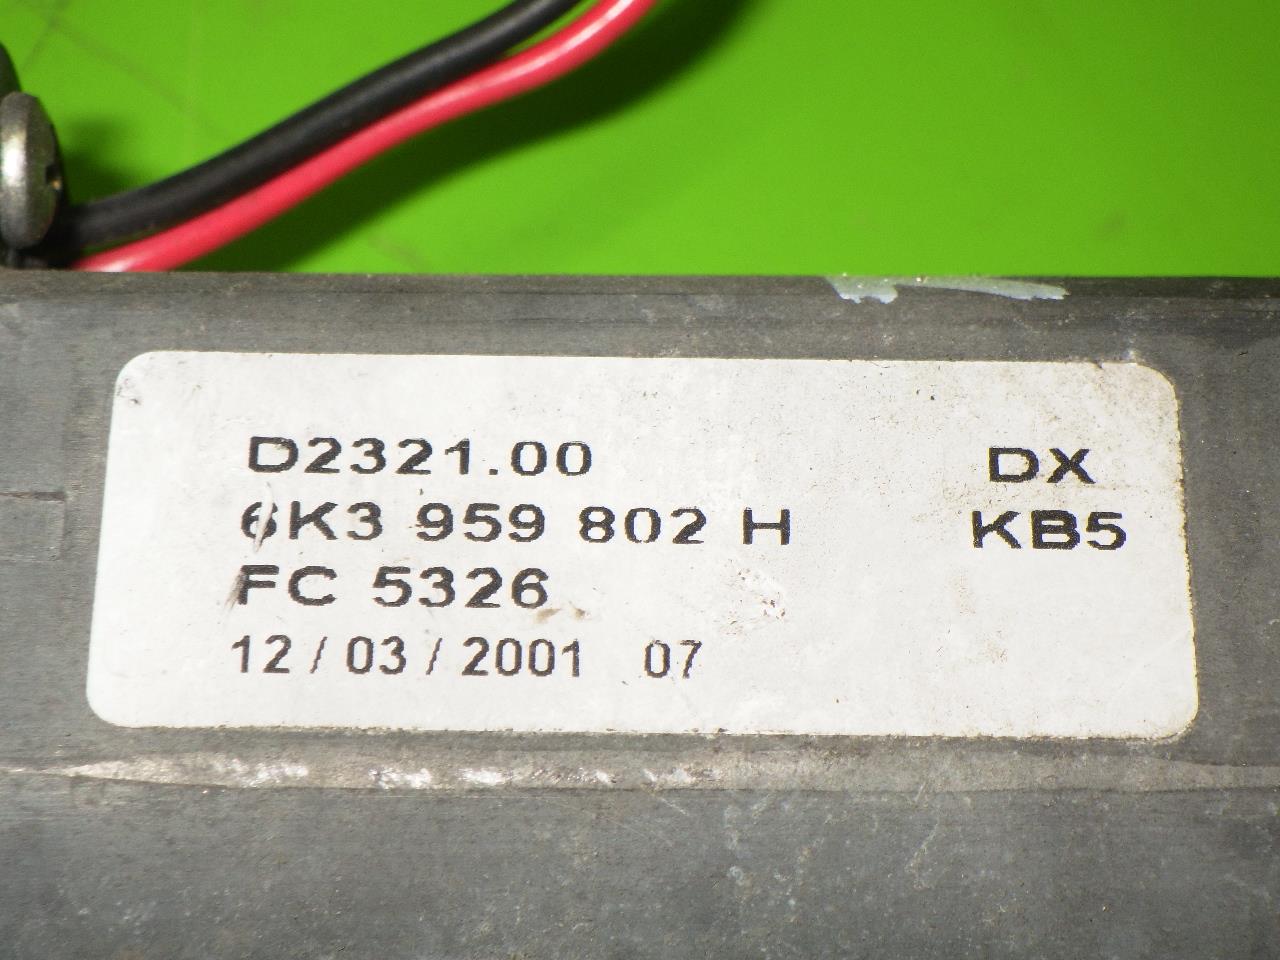 D2321.00 DX
6K3 959 802 H KB5
FC 5326
12 / 03 / 2001 07